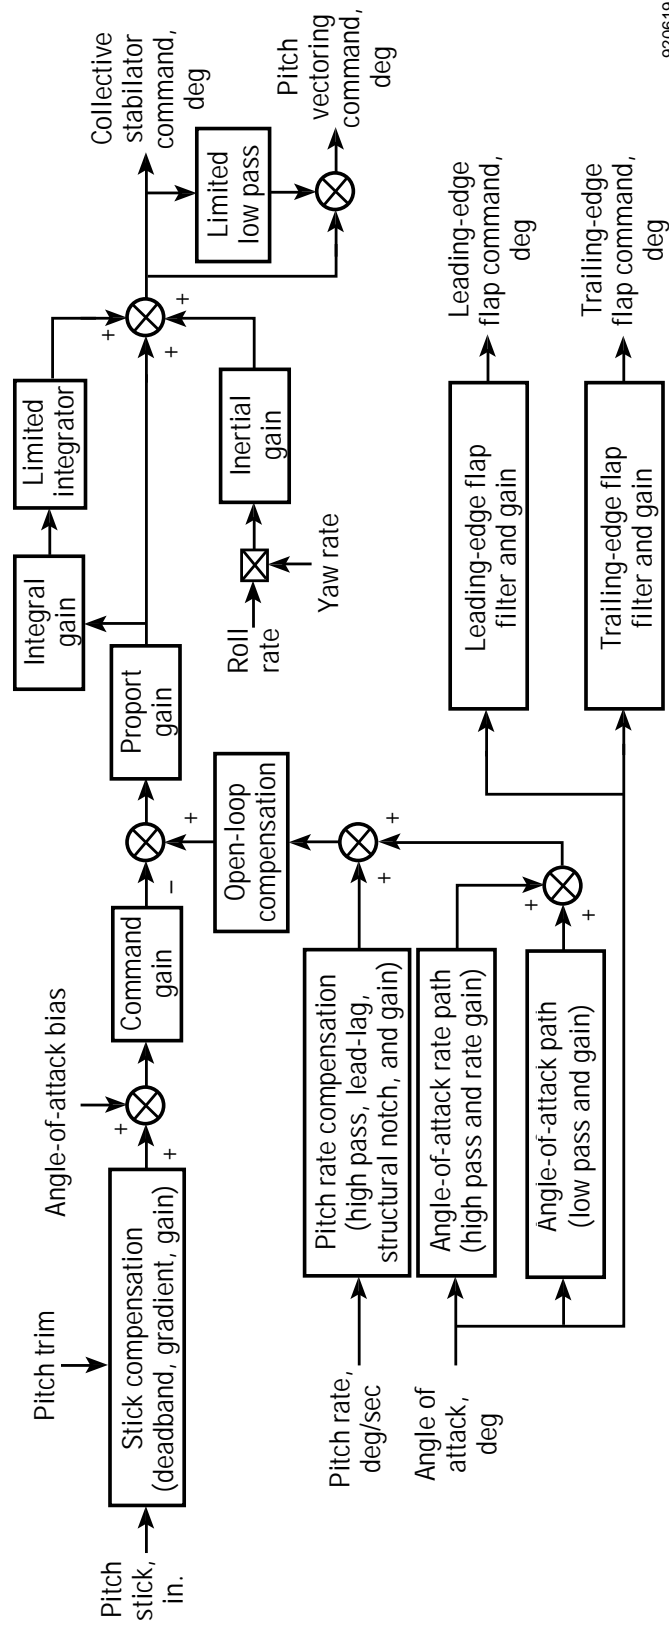 Pitch
stick,
in.
Pitch trim
Stick compensation
(deadband, gradient, gain)
Angle-of-attack bias
+
+
Command
gain
–
+
Proport
gain
Integral
gain
Limited
integrator
+
+
+
Roll
rate
Yaw rate
Inertial
gain
Collective
stabilator
command,
deg
Limited
low pass
Pitch
vectoring
command,
deg
Open-loop
compensation
Pitch rate,
deg/sec
Pitch rate compensation
(high pass, lead-lag,
structural notch, and gain)
+
+
Angle of
attack,
deg
Angle-of-attack rate path
(high pass and rate gain)
+
+
Angle-of-attack path
(low pass and gain)
Leading-edge flap
filter and gain
Leading-edge
flap command,
deg
Trailing-edge flap
filter and gain
Trailing-edge
flap command,
deg
920619